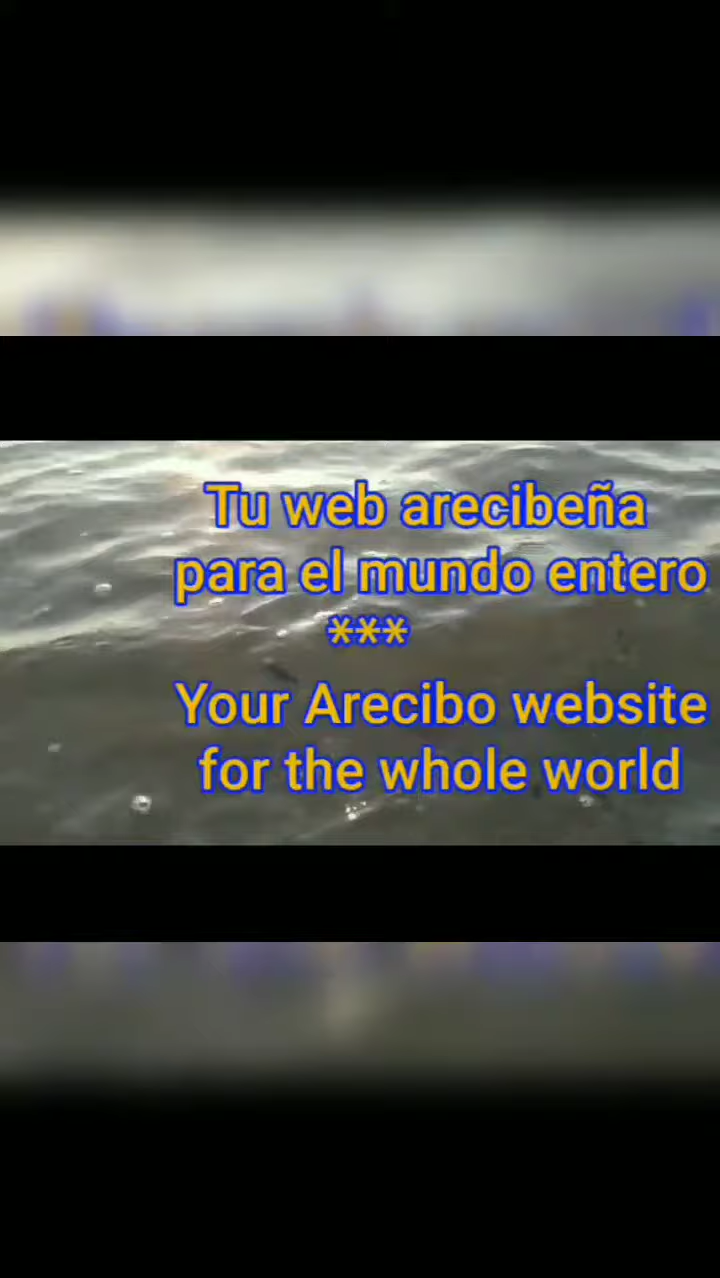 Tu web arecibeña
para el mundo entero
***
Your Arecibo website
for the whole world